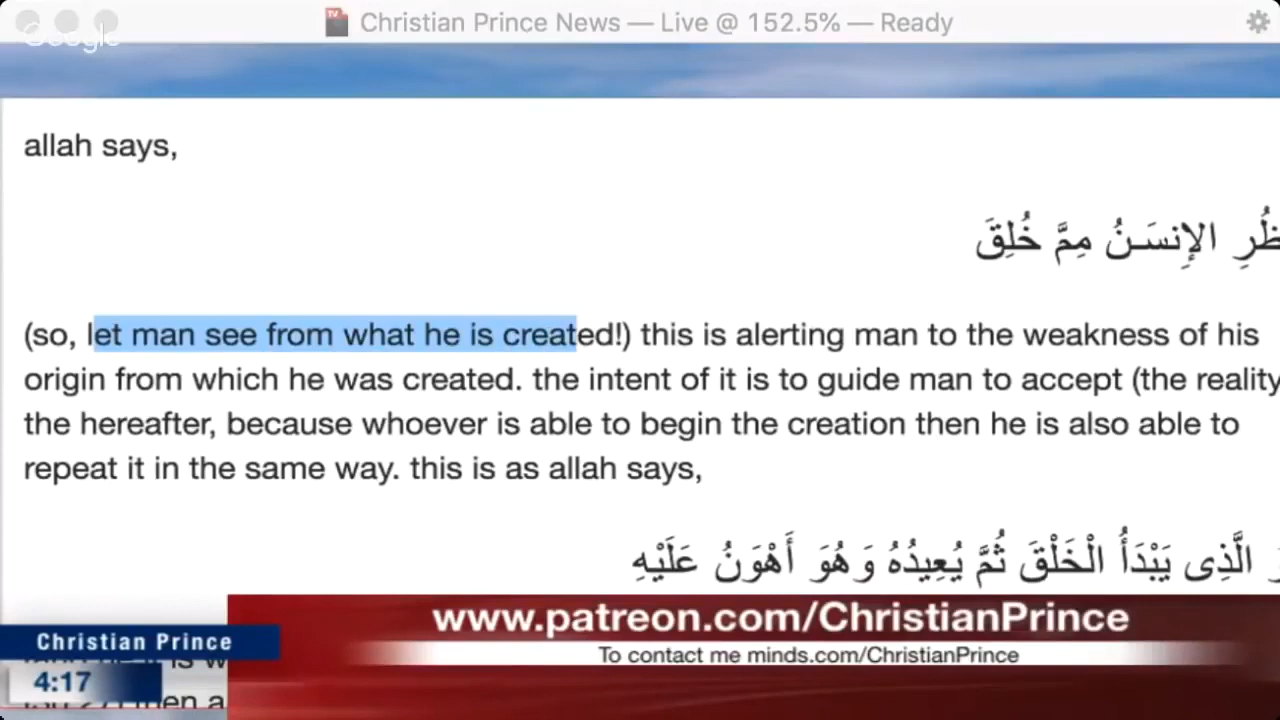 Christian Prince News — Live @ 152.5% — Ready
Google
allah says,
الإِنسَـنُ مِمَّ خُلِقَ
(so, let man see from what he is created!) this is alerting man to the weakness of his
origin from which he was created. the intent of it is to guide man to accept (the reality
the hereafter, because whoever is able to begin the creation then he is also able to
repeat it in the same way. this is as allah says,
الَّذِى يَبْدَأُ الْخَلْقَ ثُمَّ يُعِيدُهُ وَهُوَ أَهْوَنُ عَلَيْهِ
www.patreon.com/ChristianPrince
Christian Prince
To contact me minds.com/ChristianPrince
4:17